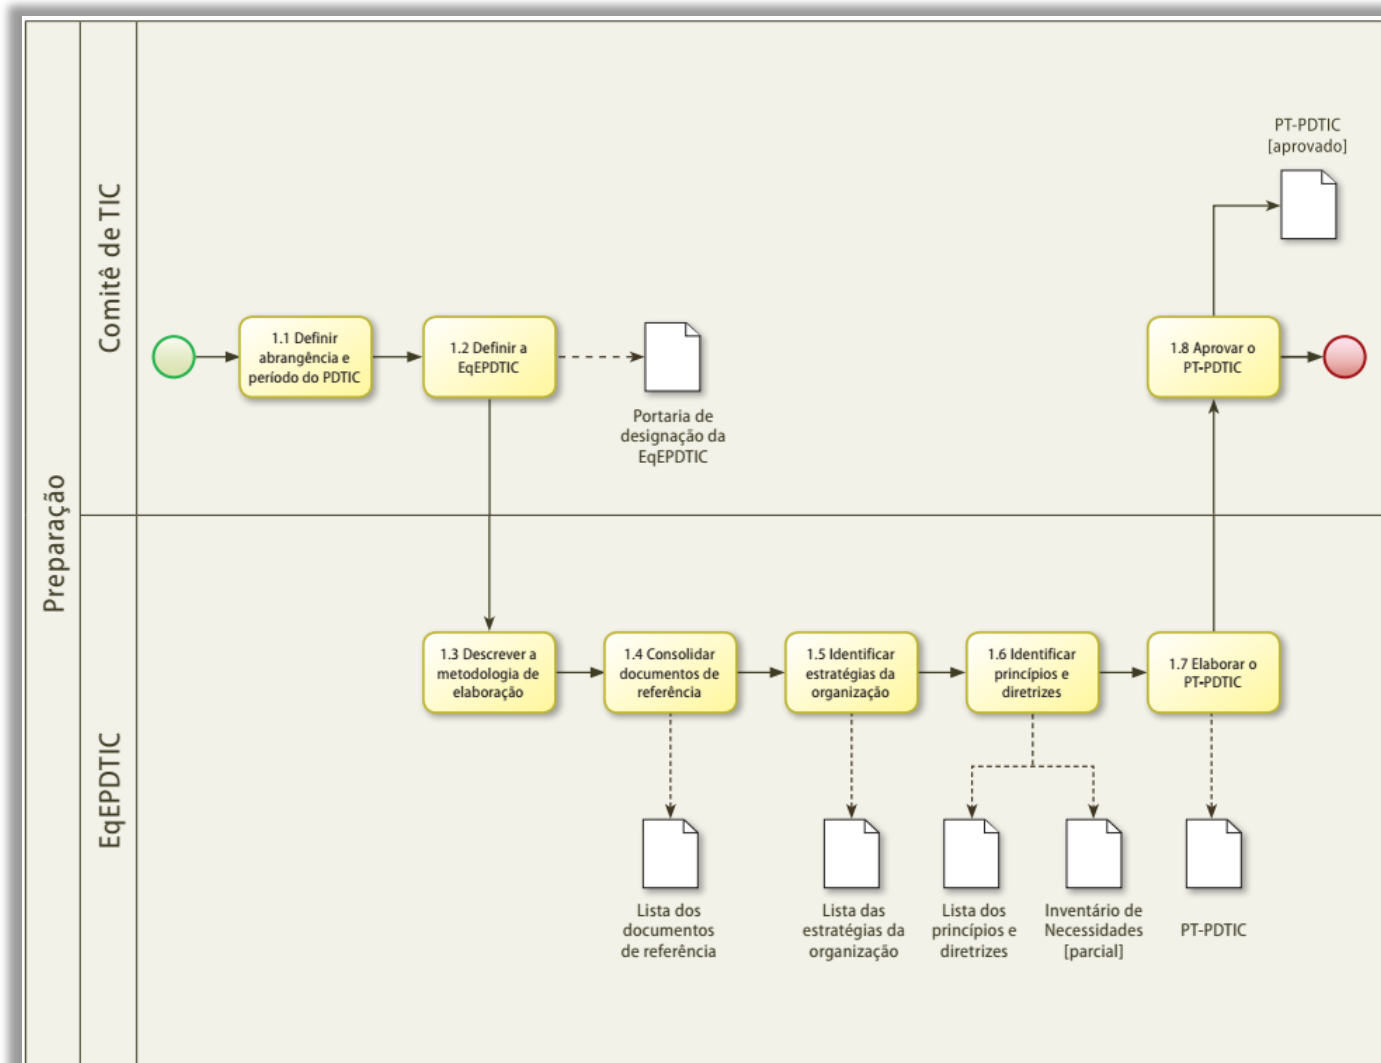 Preparação
Comitê de TIC
1.1 Definir
abrangência e
período do PDTIC
1.2 Definir a
EqEPDTIC
Portaria de
designação da
EqEPDTIC
PT-PDTIC
[aprovado]
1.8 Aprovar o
PT-PDTIC
EqEPDTIC
1.3 Descrever a
metodologia de
elaboração
1.4 Consolidar
documentos de
referência
1.5 Identificar
estratégias da
organização
1.6 Identificar
princípios e
diretrizes
1.7 Elaborar o
PT-PDTIC
Lista dos
documentos
de referência
Lista das
estratégias da
organização
Lista dos
princípios e
diretrizes
Inventário de
Necessidades
[parcial]
PT-PDTIC